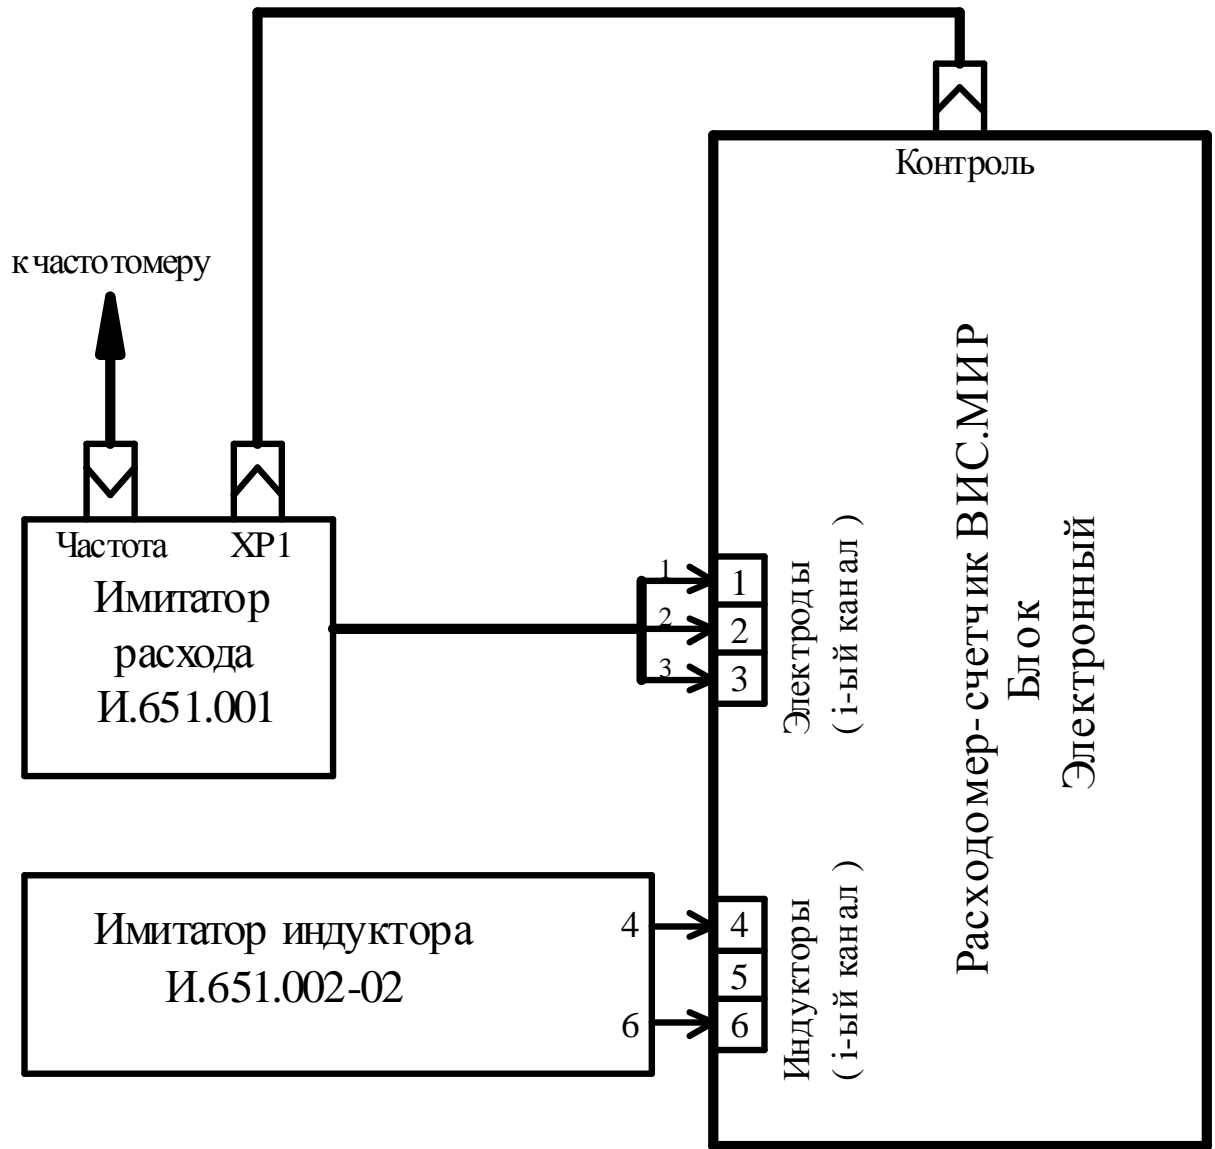 Контроль
к частотомеру
Частота
ХР1
Имитатор
расхода
И.651.001
1
2
3
1
2
3
Электроды
( i-ый канал )
Расходомер-счетчик ВИС.МИР
Блок
Электронный
Имитатор индуктора
И.651.002-02
4
6
4
5
6
Индукторы
( i-ый канал )